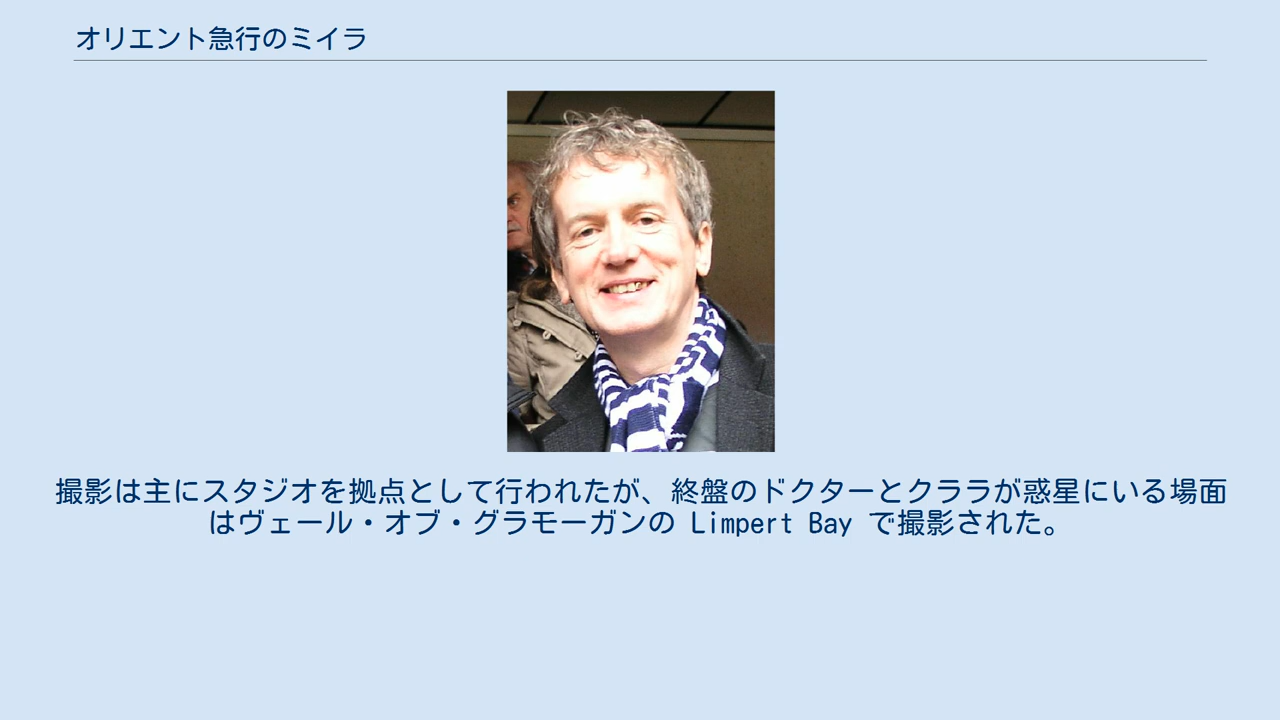 オリエント急行のミイラ
撮影は主にスタジオを拠点として行われたが、終盤のドクターとクララが惑星にいる場面
はヴェール・オブ・グラモーガンの Limpert Bay で撮影された。